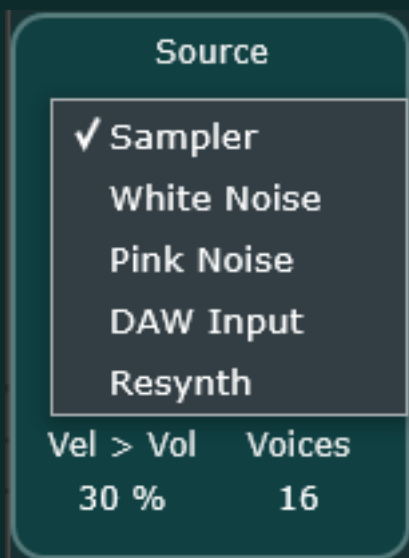 Source
✓ Sampler
White Noise
Pink Noise
DAW Input
Resynth
Vel > Vol Voices
30 % 16